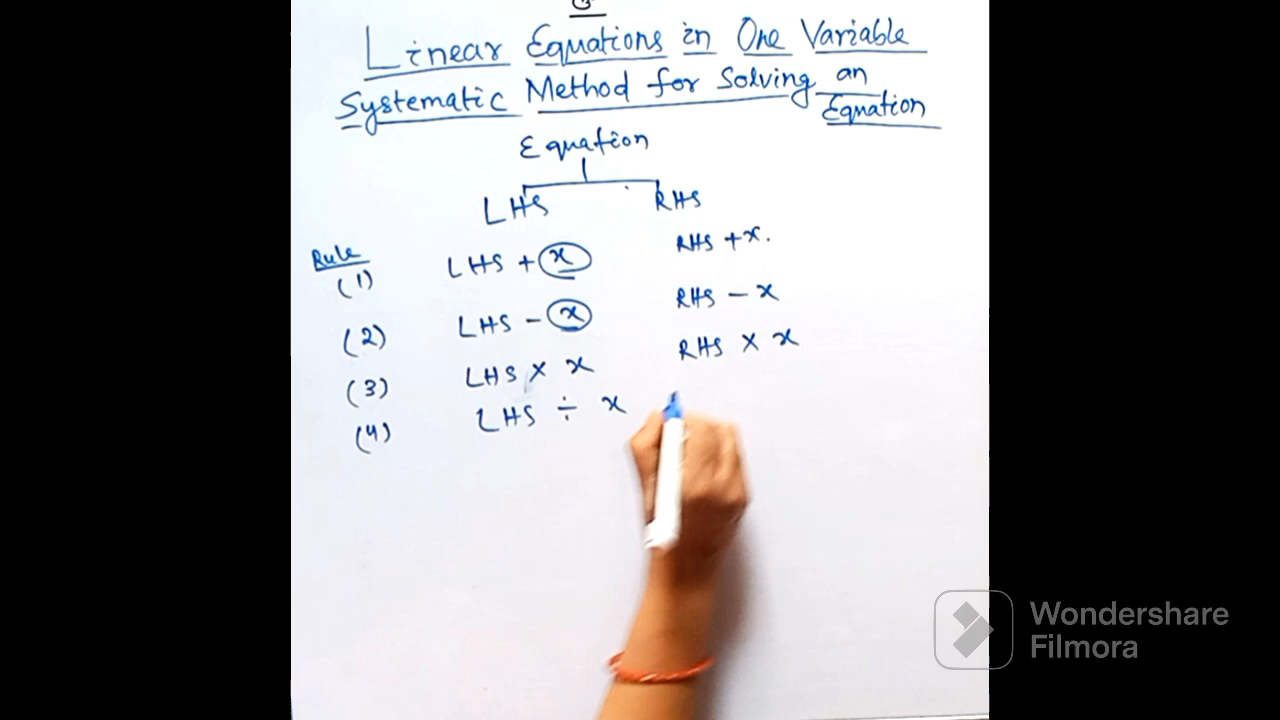 Linear Equations in One Variable
Systematic Method for Solving an
Equation
Equation
LHS RHS
Rule
(1) LHS + x RHS + x.
(2) LHS - x RHS - x
(3) LHS × x RHS × x
(4) LHS ÷ x
Wondershare
Filmora